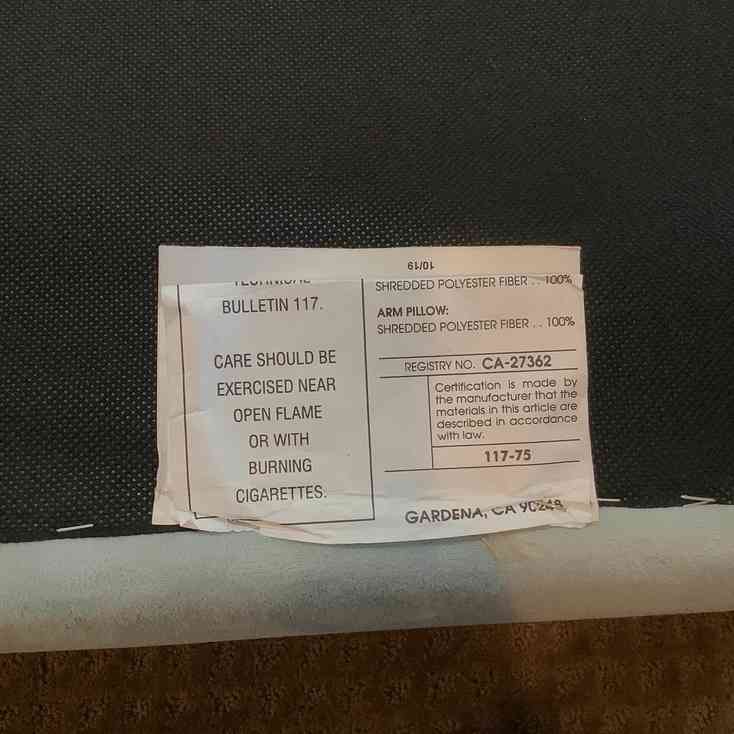 10/19
TECHNICAL
BULLETIN 117.
CARE SHOULD BE
EXERCISED NEAR
OPEN FLAME
OR WITH
BURNING
CIGARETTES.
SHREDDED POLYESTER FIBER . . 100%
ARM PILLOW:
SHREDDED POLYESTER FIBER . . 100%
REGISTRY NO. CA-27362
Certification is made by
the manufacturer that the
materials in this article are
described in accordance
with law.
117-75
GARDENA, CA 90248